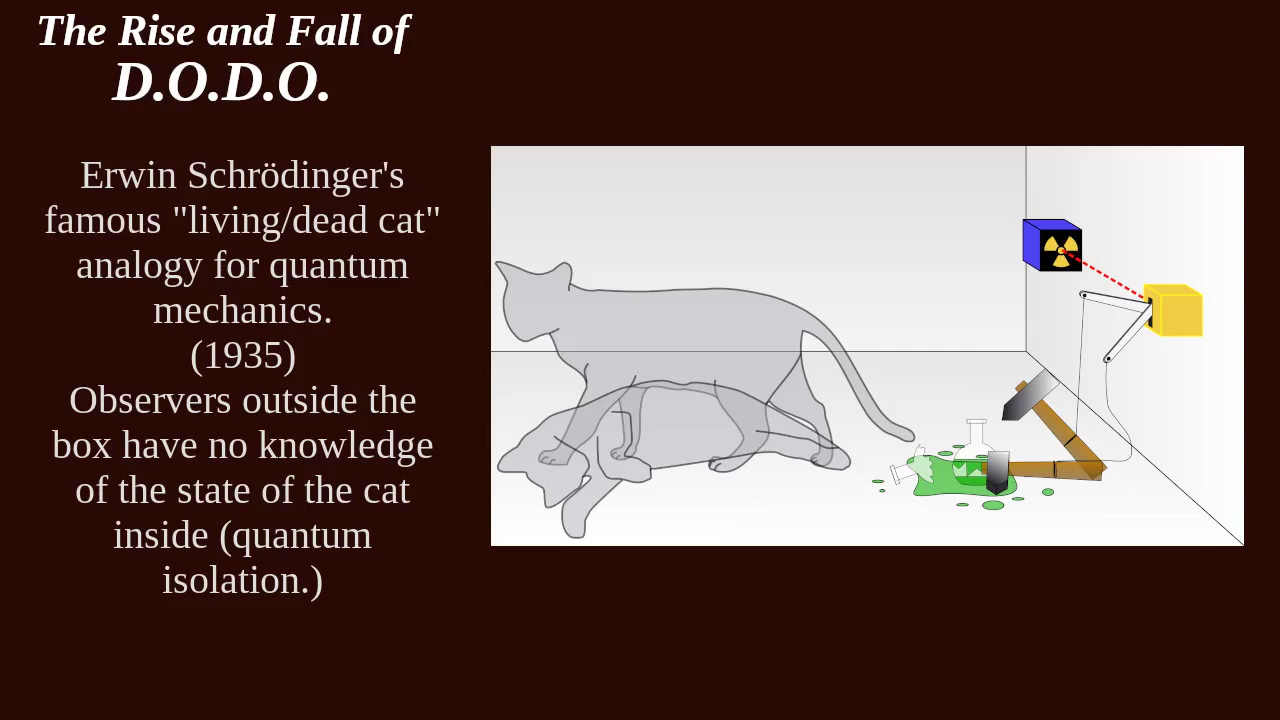 The Rise and Fall of
D.O.D.O.
Erwin Schrödinger's
famous "living/dead cat"
analogy for quantum
mechanics.
(1935)
Observers outside the
box have no knowledge
of the state of the cat
inside (quantum
isolation.)